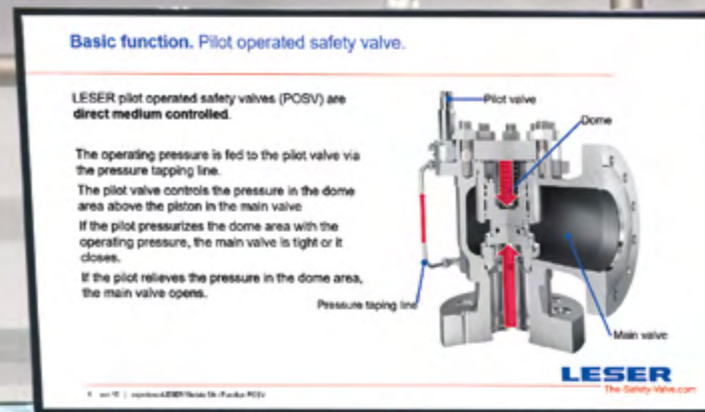 Basic function. Pilot operated safety valve.
LESER pilot operated safety valves (POSV) are
direct medium controlled.
The operating pressure is fed to the pilot valve via
the pressure tapping line.
The pilot valve controls the pressure in the dome
area above the piston in the main valve
If the pilot pressurizes the dome area with the
operating pressure, the main valve is tight or it
closes.
If the pilot relieves the pressure in the dome area,
the main valve opens.
Pilot valve
Dome
Pressure taping line
Main valve
LESER
The-Safety-Valve.com